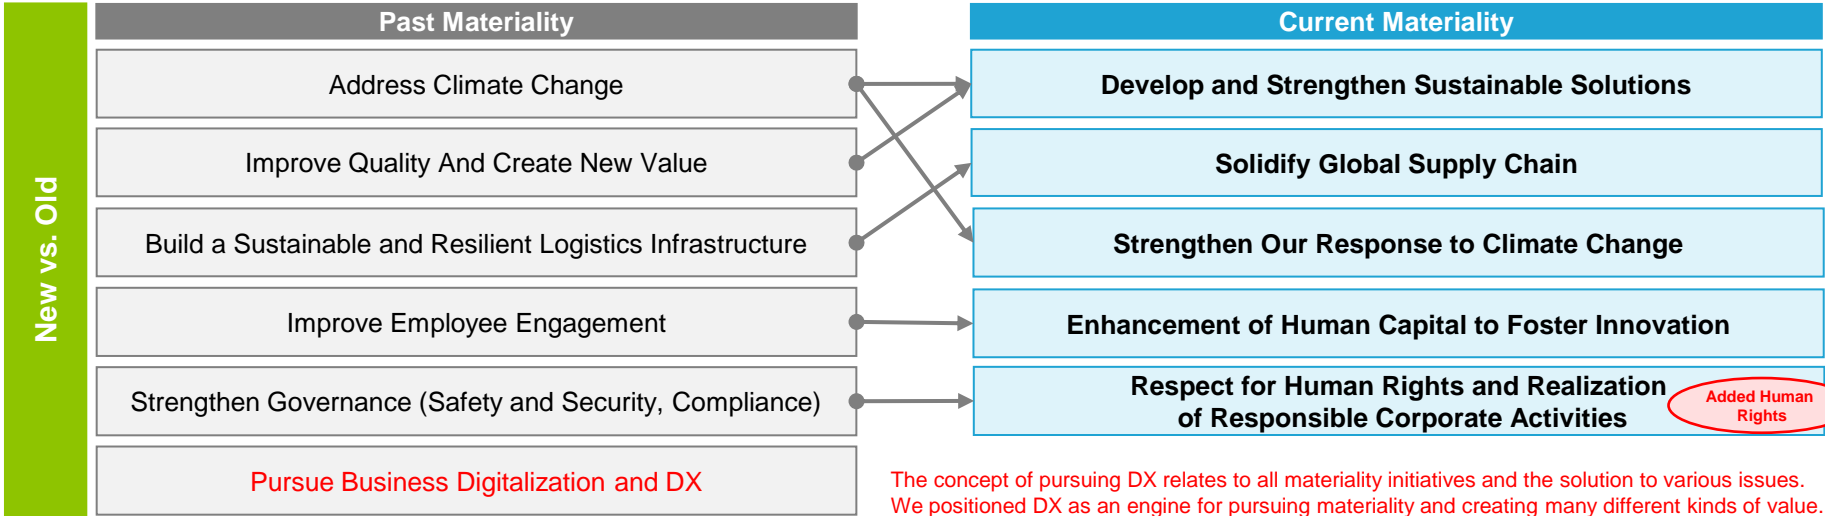 New vs. Old
Past Materiality
Current Materiality
Address Climate Change
Develop and Strengthen Sustainable Solutions
Improve Quality And Create New Value
Solidify Global Supply Chain
Build a Sustainable and Resilient Logistics Infrastructure
Strengthen Our Response to Climate Change
Improve Employee Engagement
Enhancement of Human Capital to Foster Innovation
Strengthen Governance (Safety and Security, Compliance)
Respect for Human Rights and Realization
of Responsible Corporate Activities
Added Human
Rights
Pursue Business Digitalization and DX
The concept of pursuing DX relates to all materiality initiatives and the solution to various issues.
We positioned DX as an engine for pursuing materiality and creating many different kinds of value.